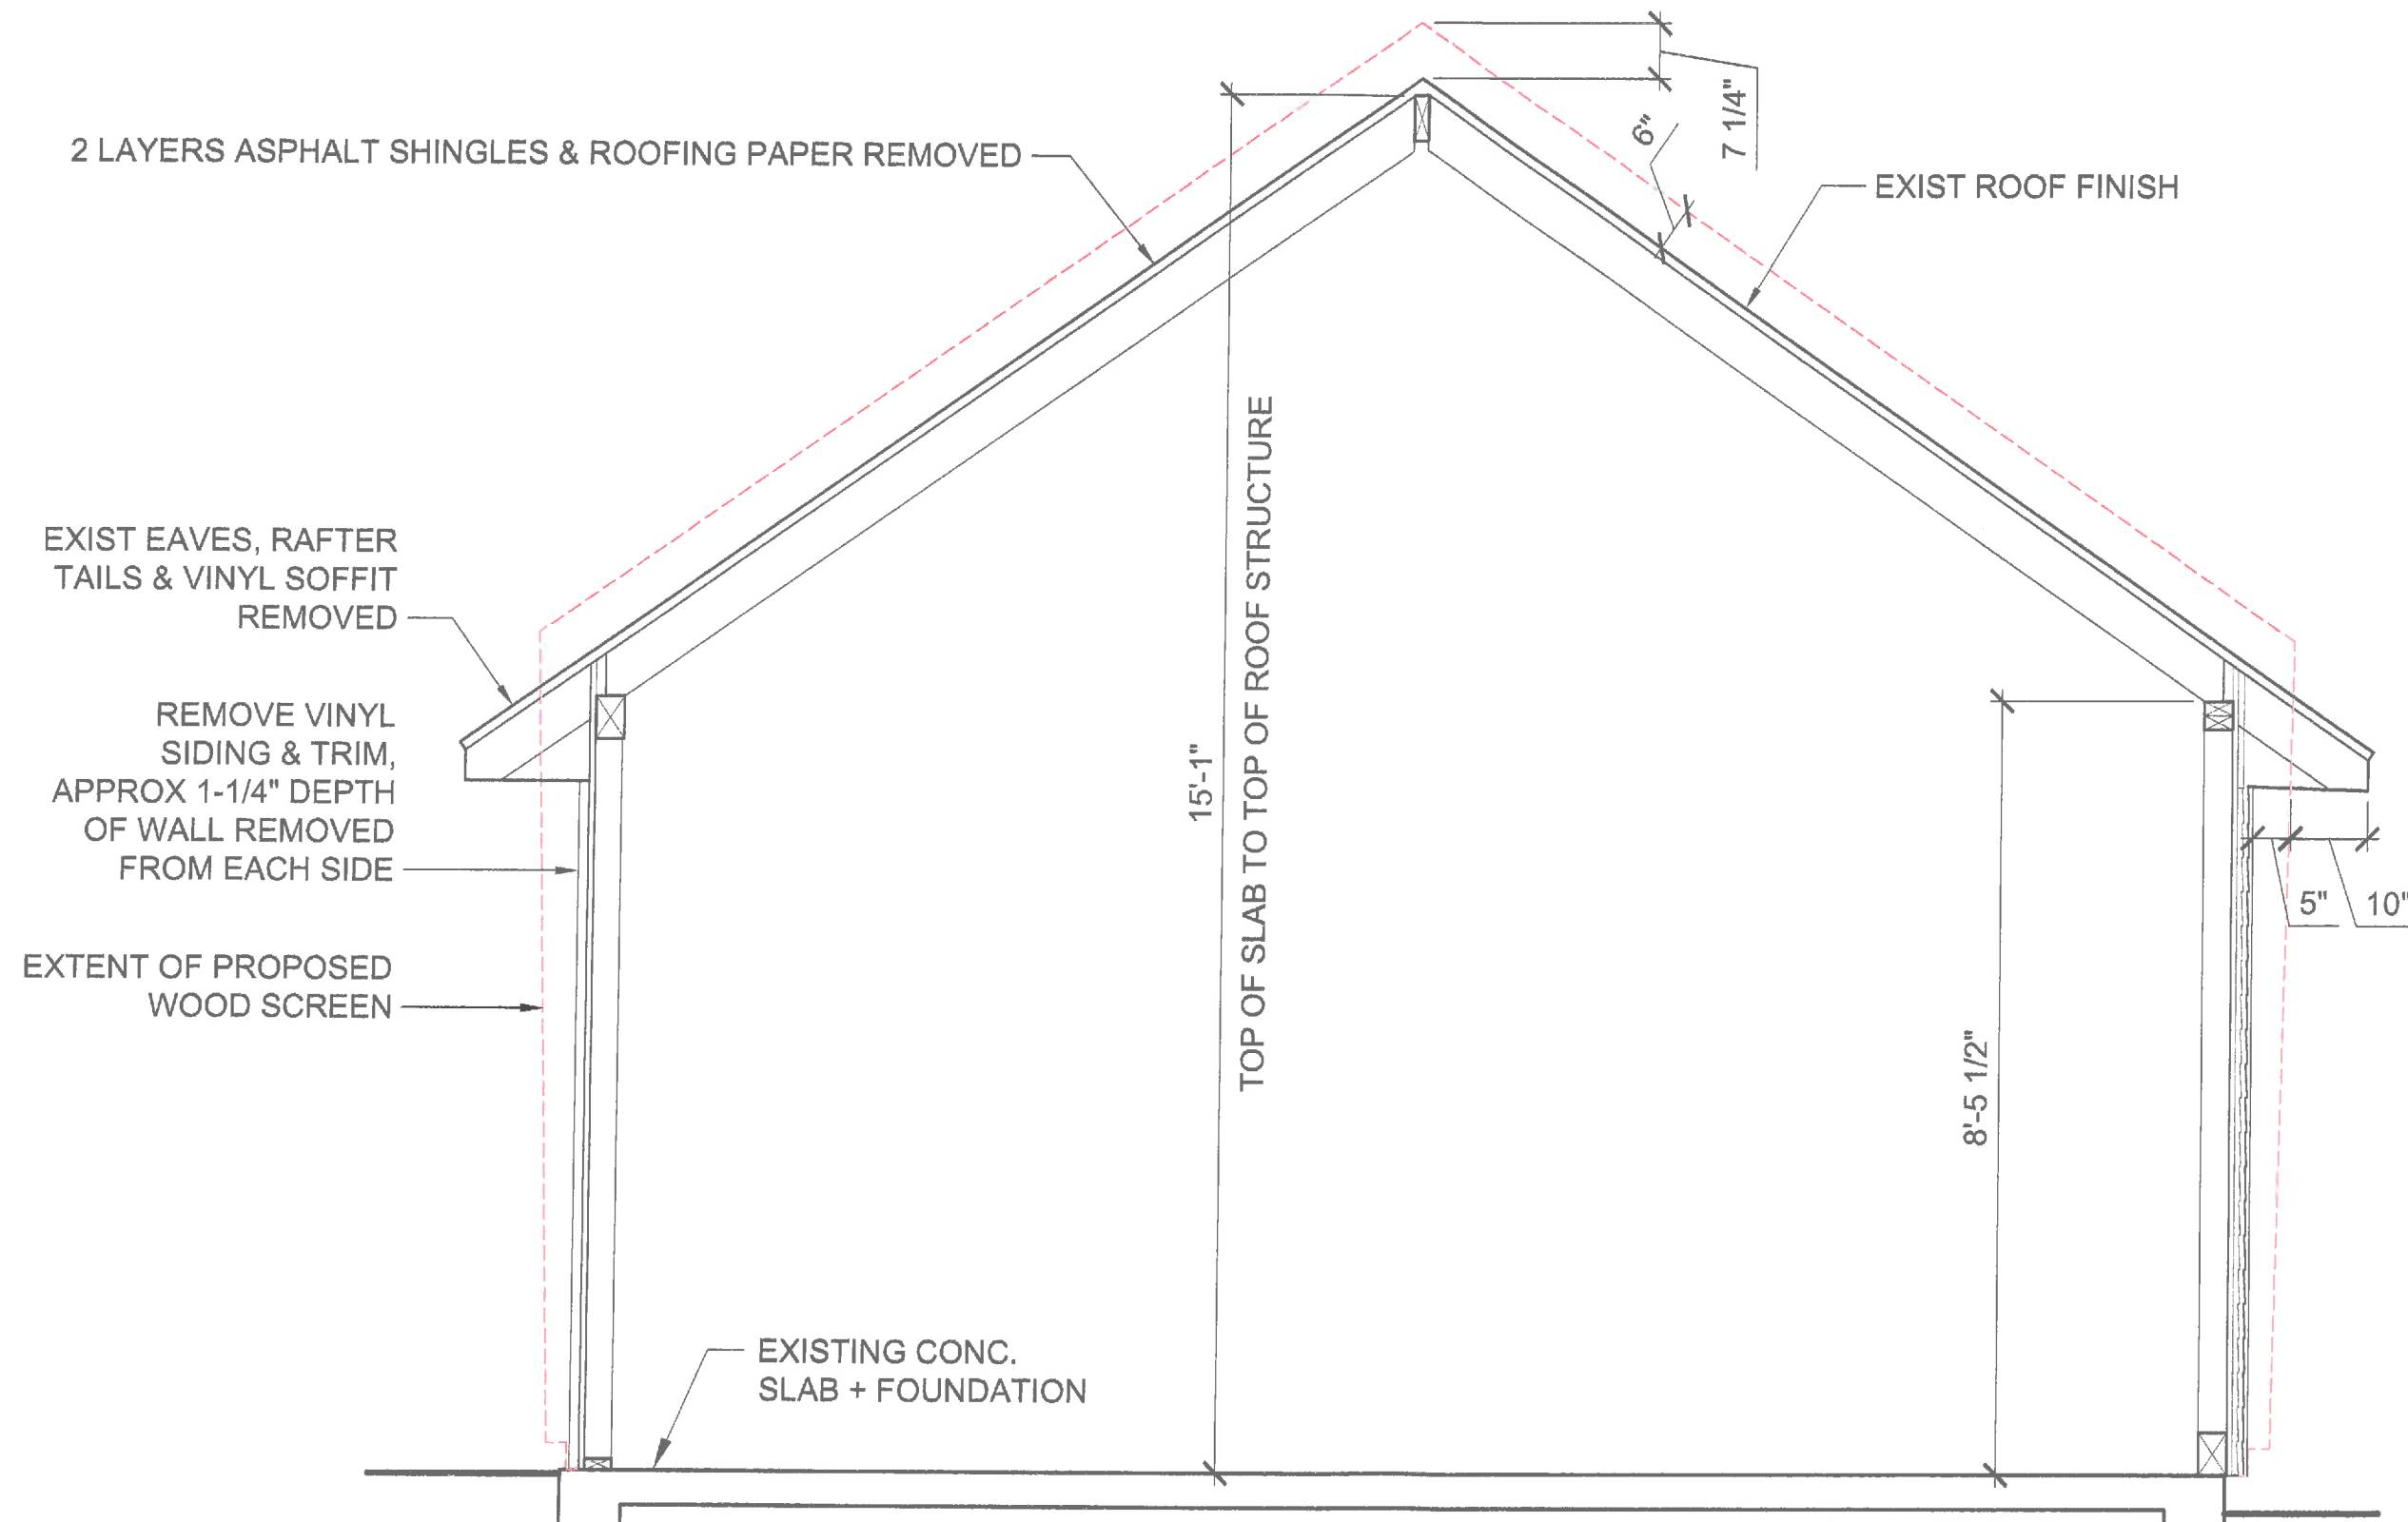 7 1/4"
6"
2 LAYERS ASPHALT SHINGLES & ROOFING PAPER REMOVED
EXIST ROOF FINISH
EXIST EAVES, RAFTER
TAILS & VINYL SOFFIT
REMOVED
REMOVE VINYL
SIDING & TRIM,
APPROX 1-1/4" DEPTH
OF WALL REMOVED
FROM EACH SIDE
EXTENT OF PROPOSED
WOOD SCREEN
15'-1"
TOP OF SLAB TO TOP OF ROOF STRUCTURE
8'-5 1/2"
5"
10"
EXISTING CONC.
SLAB + FOUNDATION